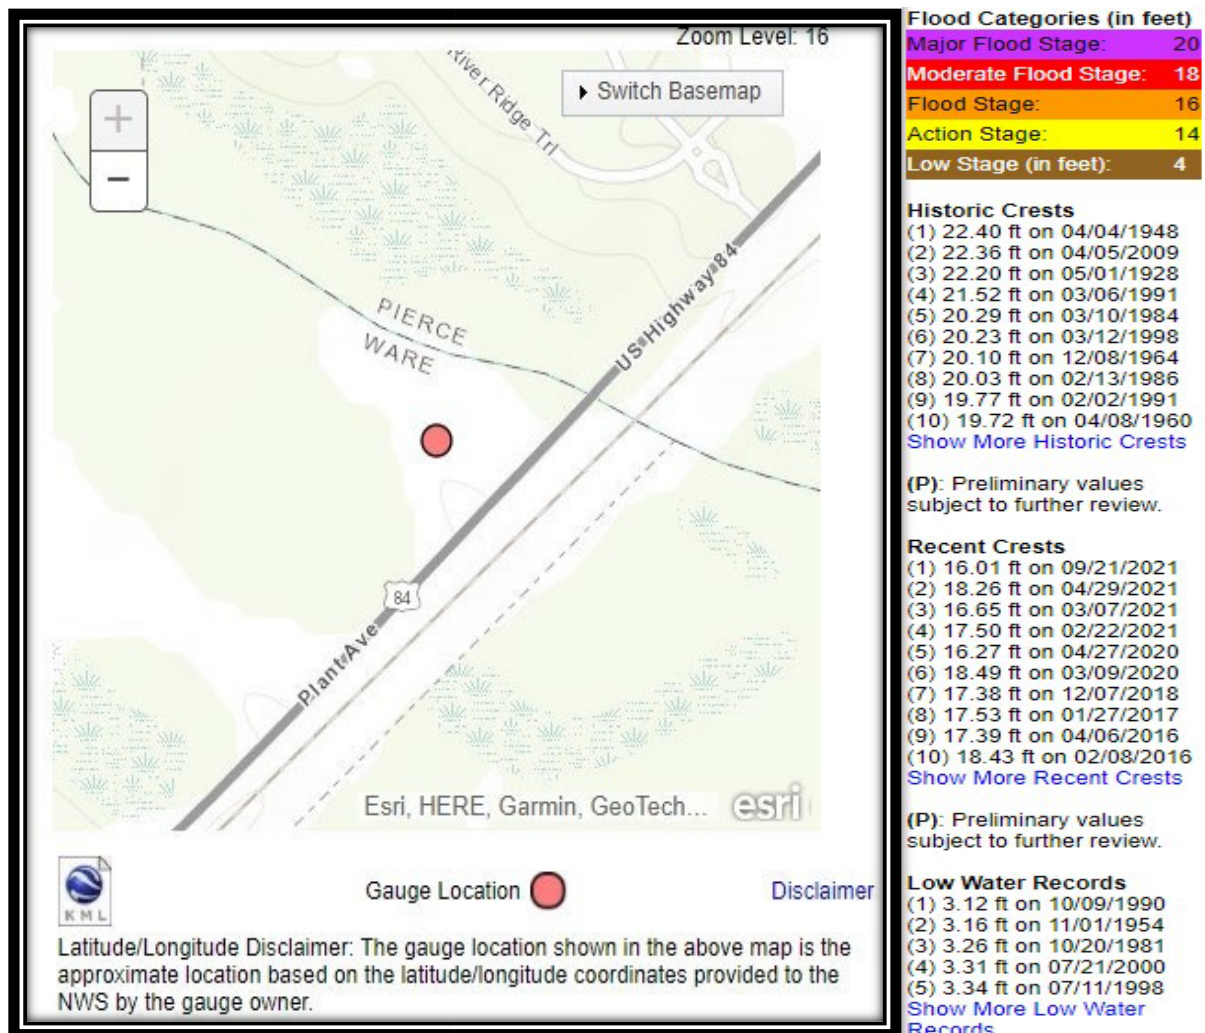 Zoom Level: 16
River Ridge Trl
Switch Basemap
+
−
PIERCE
WARE
US Highway 84
84
Plant Ave
Esri, HERE, Garmin, GeoTech... esri
KML
Gauge Location
Disclaimer
Latitude/Longitude Disclaimer: The gauge location shown in the above map is the
approximate location based on the latitude/longitude coordinates provided to the
NWS by the gauge owner.
Flood Categories (in feet)
Major Flood Stage: 20
Moderate Flood Stage: 18
Flood Stage: 16
Action Stage: 14
Low Stage (in feet): 4
Historic Crests
(1) 22.40 ft on 04/04/1948
(2) 22.36 ft on 04/05/2009
(3) 22.20 ft on 05/01/1928
(4) 21.52 ft on 03/06/1991
(5) 20.29 ft on 03/10/1984
(6) 20.23 ft on 03/12/1998
(7) 20.10 ft on 12/08/1964
(8) 20.03 ft on 02/13/1986
(9) 19.77 ft on 02/02/1991
(10) 19.72 ft on 04/08/1960
Show More Historic Crests
(P): Preliminary values
subject to further review.
Recent Crests
(1) 16.01 ft on 09/21/2021
(2) 18.26 ft on 04/29/2021
(3) 16.65 ft on 03/07/2021
(4) 17.50 ft on 02/22/2021
(5) 16.27 ft on 04/27/2020
(6) 18.49 ft on 03/09/2020
(7) 17.38 ft on 12/07/2018
(8) 17.53 ft on 01/27/2017
(9) 17.39 ft on 04/06/2016
(10) 18.43 ft on 02/08/2016
Show More Recent Crests
(P): Preliminary values
subject to further review.
Low Water Records
(1) 3.12 ft on 10/09/1990
(2) 3.16 ft on 11/01/1954
(3) 3.26 ft on 10/20/1981
(4) 3.31 ft on 07/21/2000
(5) 3.34 ft on 07/11/1998
Show More Low Water
Records